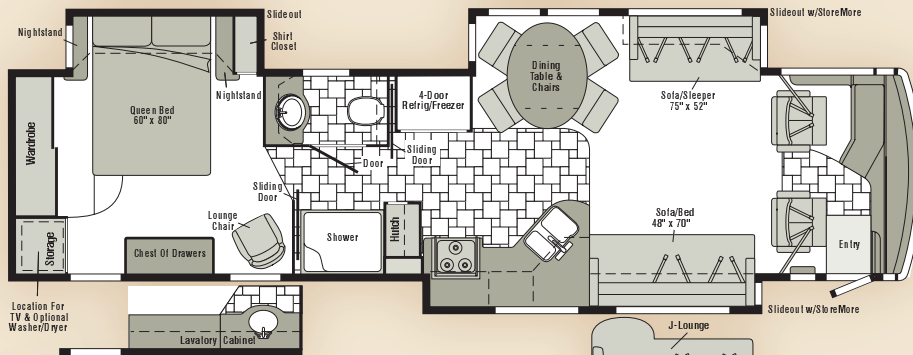 Slideout
Slideout w/StoreMore
Nightstand
Shirt
Closet
Nightstand
Queen Bed
60" x 80"
4-Door
Refrig/Freezer
Dining
Table &
Chairs
Sofa/Sleeper
75" x 52"
Wardrobe
Sliding
Door
Door
Sliding
Door
Lounge
Chair
Storage
Chest Of Drawers
Shower
Hutch
Sofa/Bed
48" x 70"
Entry
Location For
TV & Optional
Washer/Dryer
Lavatory Cabinet
Slideout w/StoreMore
J-Lounge